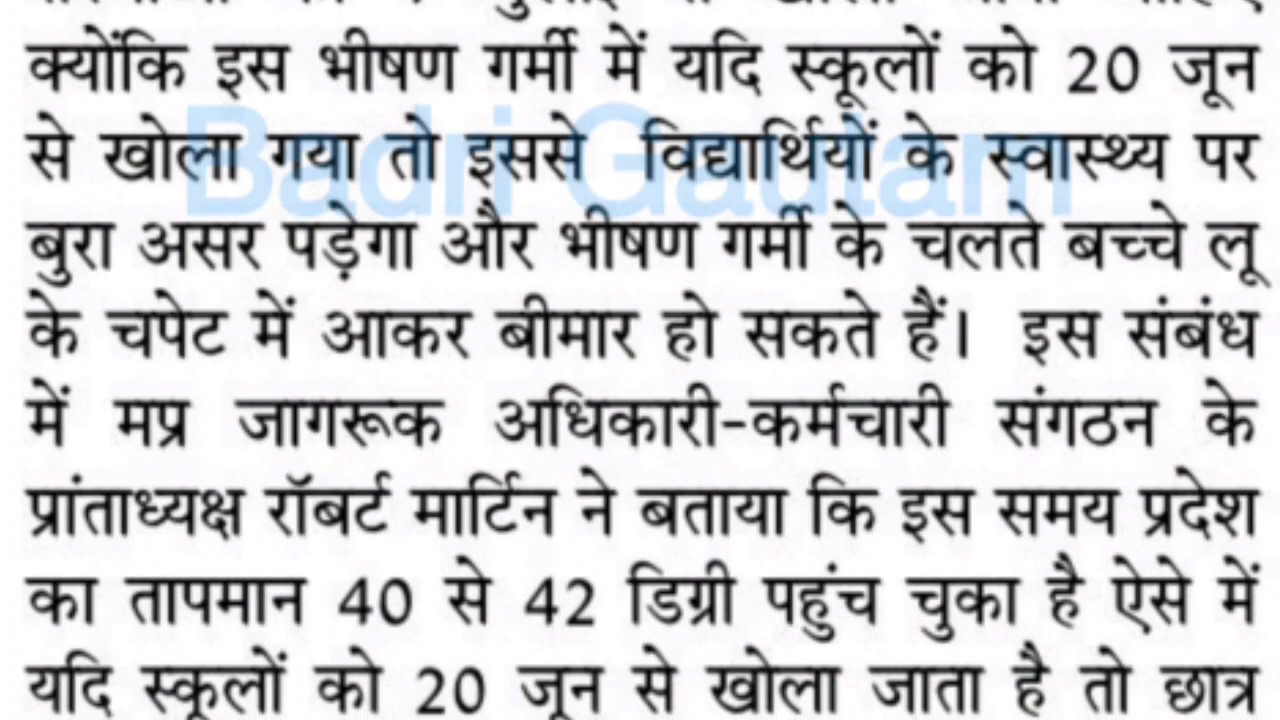 क्योंकि इस भीषण गर्मी में यदि स्कूलों को 20 जून
से खोला गया तो इससे विद्यार्थियों के स्वास्थ्य पर
बुरा असर पड़ेगा और भीषण गर्मी के चलते बच्चे लू
के चपेट में आकर बीमार हो सकते हैं। इस संबंध
में मप्र जागरूक अधिकारी-कर्मचारी संगठन के
प्रांताध्यक्ष रॉबर्ट मार्टिन ने बताया कि इस समय प्रदेश
का तापमान 40 से 42 डिग्री पहुंच चुका है ऐसे में
यदि स्कूलों को 20 जून से खोला जाता है तो छात्र
Badri Gautam